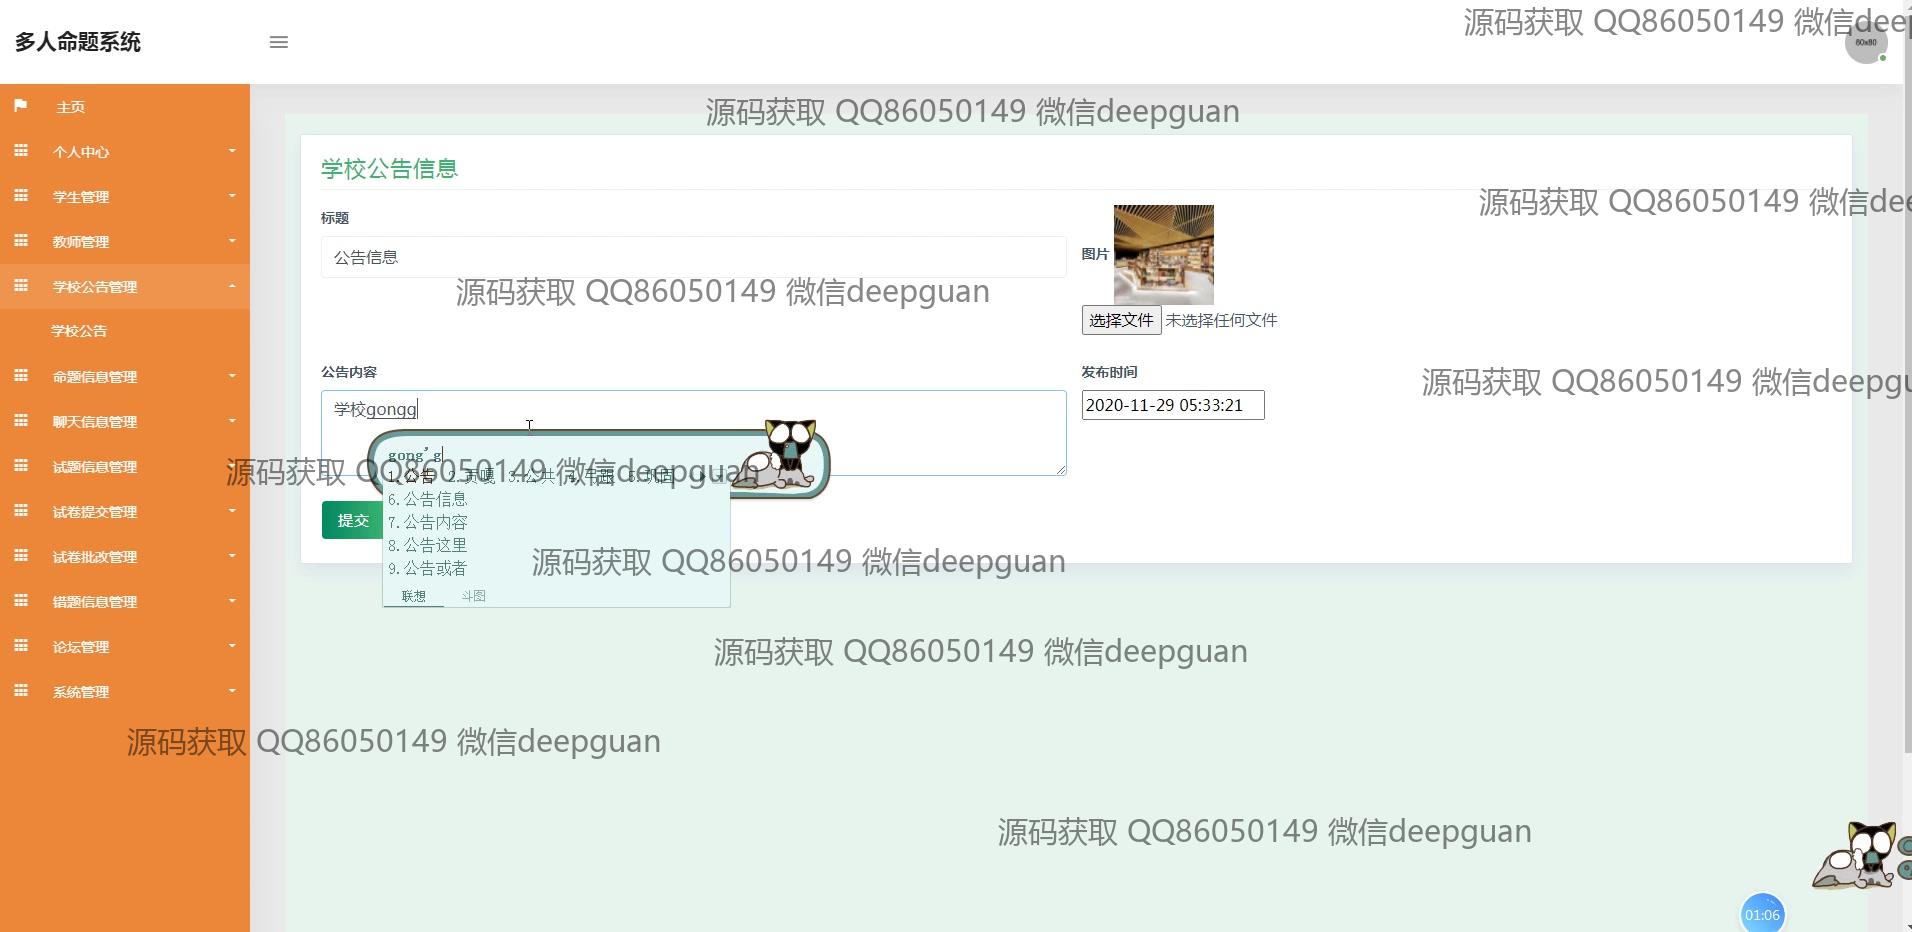 多人命题系统
源码获取 QQ86050149 微信deep
60x60
主页
个人中心
学生管理
教师管理
学校公告管理
学校公告
命题信息管理
聊天信息管理
试题信息管理
试卷提交管理
试卷批改管理
错题信息管理
论坛管理
系统管理
源码获取 QQ86050149 微信deepguan
学校公告信息
源码获取 QQ86050149 微信dee
标题
公告信息
图片
源码获取 QQ86050149 微信deepguan
选择文件 未选择任何文件
公告内容
发布时间
源码获取 QQ86050149 微信deepgu
学校gongg
2020-11-29 05:33:21
gong'g
源码获取 QQ86050149 微信deepguan
1.公告 2.贡嘎 3.公共
6.公告信息
7.公告内容
8.公告这里
9.公告或者
联想 斗图
提交
源码获取 QQ86050149 微信deepguan
源码获取 QQ86050149 微信deepguan
源码获取 QQ86050149 微信deepguan
源码获取 QQ86050149 微信deepguan
01:06